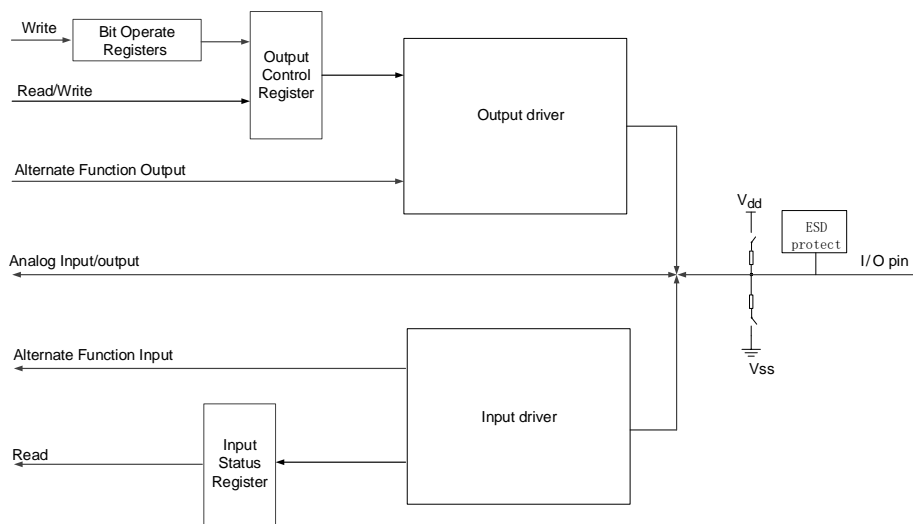 Write
Bit Operate
Registers
Output
Control
Register
Read/Write
Output driver
Alternate Function Output
Vdd
ESD
protect
Analog Input/output
I/O pin
Alternate Function Input
Vss
Input driver
Input
Status
Register
Read